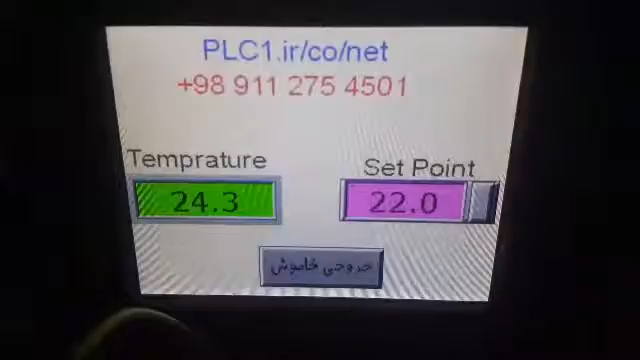 PLC1.ir/co/net
+98 911 275 4501
Temprature
Set Point
24.3
22.0
خروجی خاموش